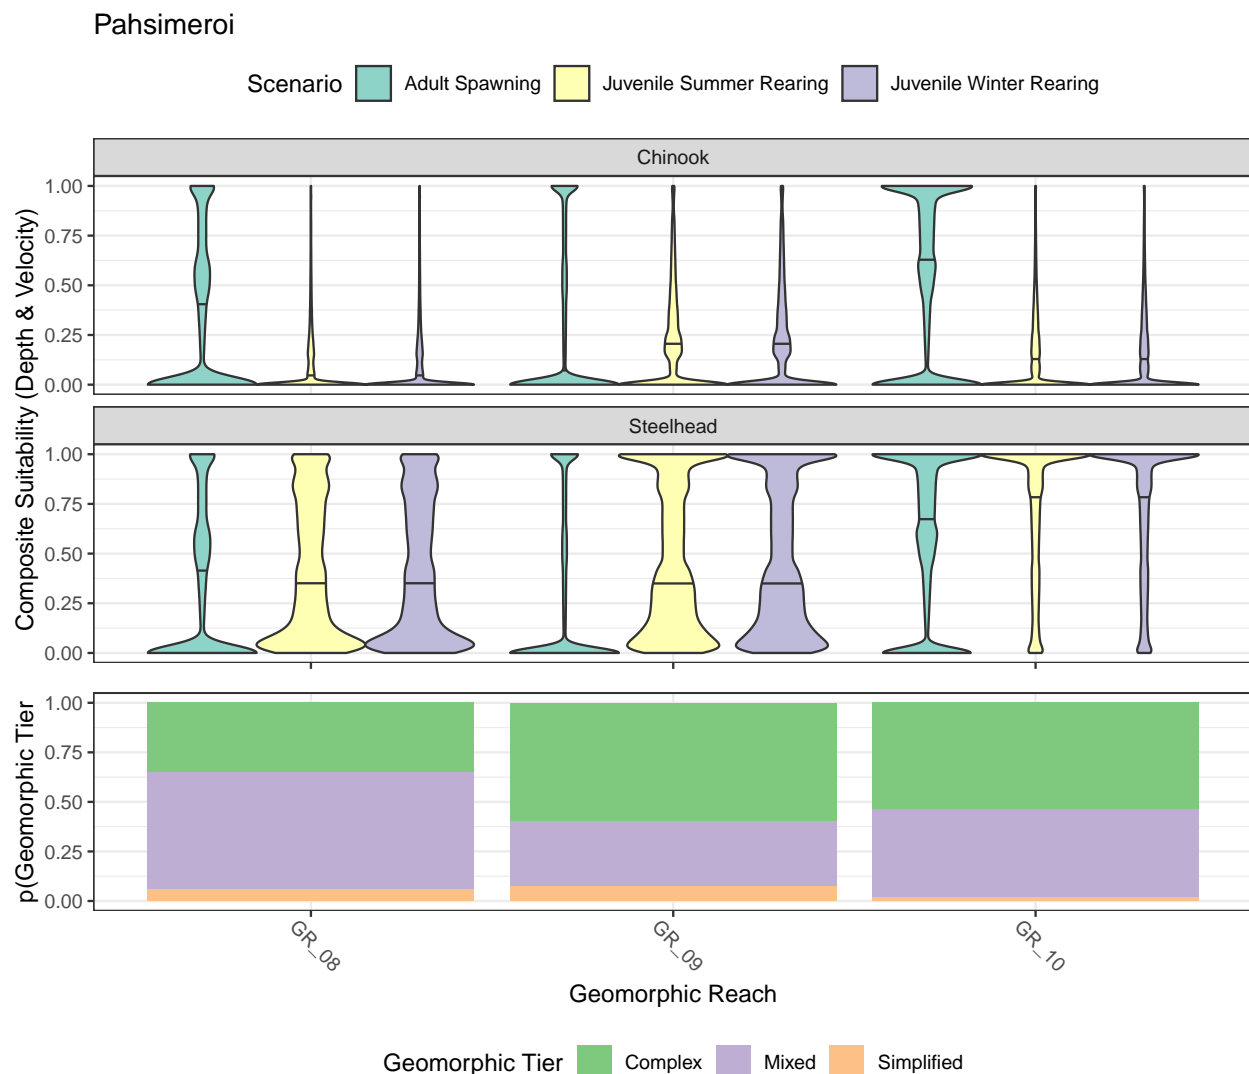 Pahsimeroi
Scenario Adult Spawning Juvenile Summer Rearing Juvenile Winter Rearing
Composite Suitability (Depth & Velocity)
Chinook
1.00
0.75
0.50
0.25
0.00
Steelhead
1.00
0.75
0.50
0.25
0.00
p(Geomorphic Tier
1.00
0.75
0.50
0.25
0.00
GR_08 GR_09 GR_10
Geomorphic Reach
Geomorphic Tier Complex Mixed Simplified